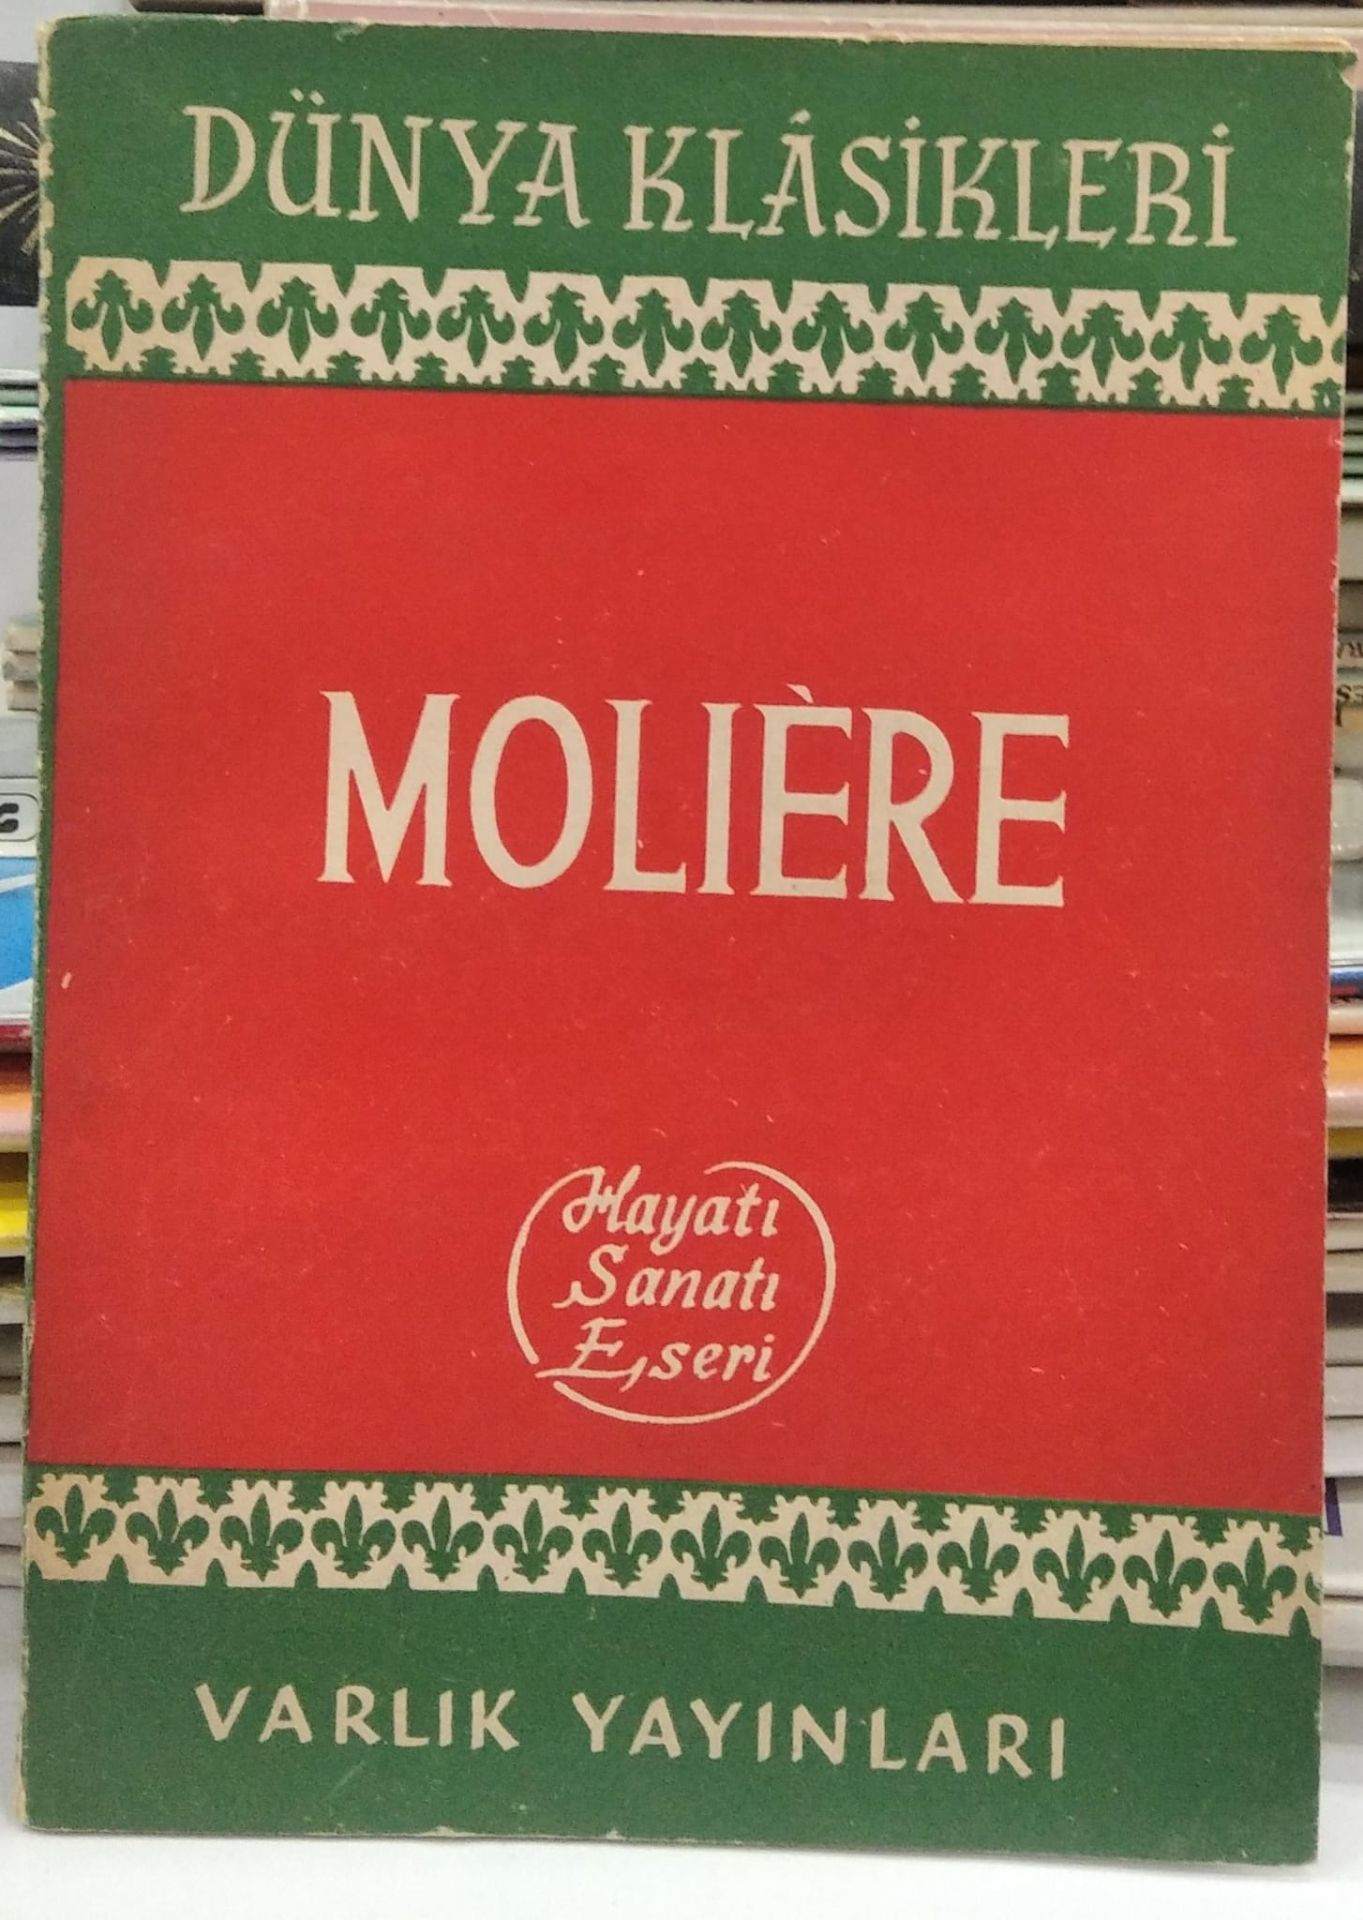 DÜNYA KLÂSİKLERİ
MOLIÈRE
Hayatı
Sanatı
Eseri
VARLIK YAYINLARI